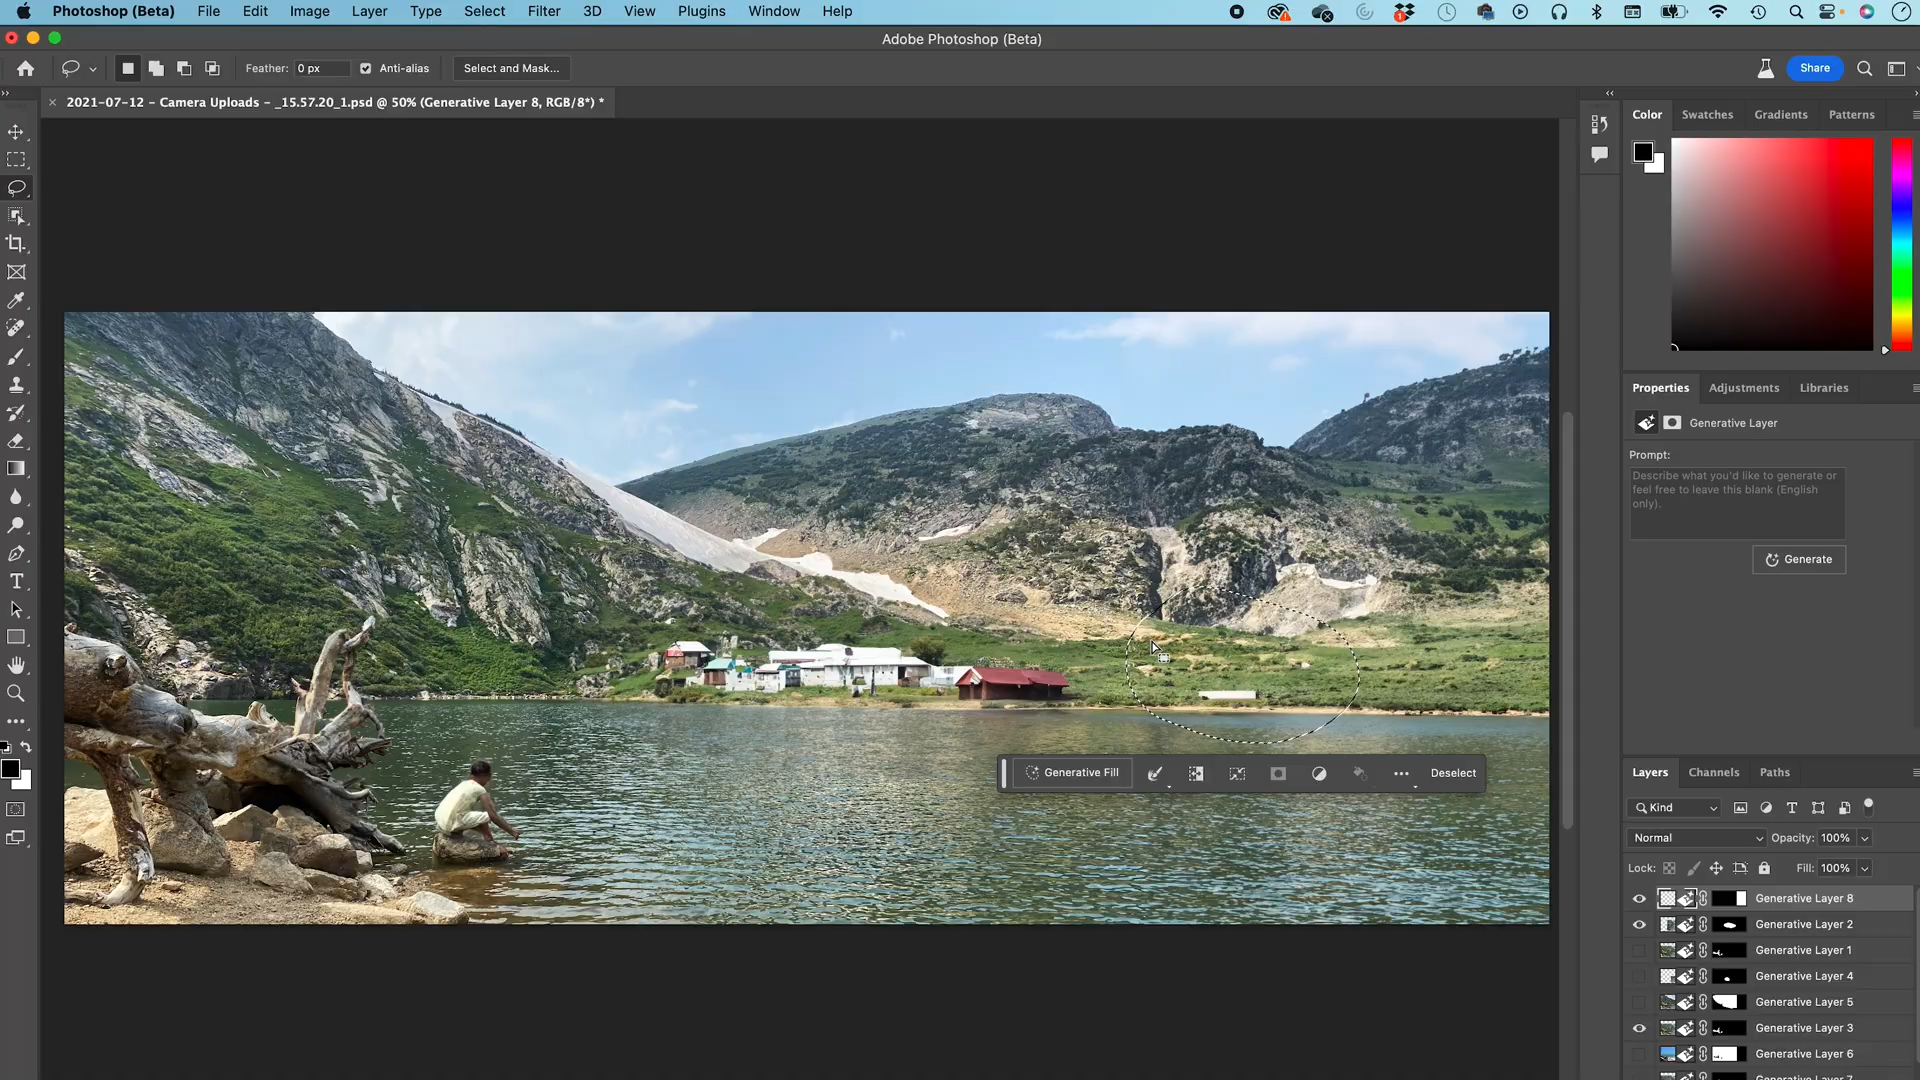 Photoshop (Beta) File Edit Image Layer Type Select Filter 3D View Plugins Window Help
1
Adobe Photoshop (Beta)
Feather: 0 px Anti-alias Select and Mask... Share
2021-07-12 – Camera Uploads – _15.57.20_1.psd @ 50% (Generative Layer 8, RGB/8*) *
Color Swatches Gradients Patterns
Properties Adjustments Libraries
Generative Layer
Prompt:
Describe what you'd like to generate or
feel free to leave this blank (English
only).
Generate
Generative Fill Deselect
Layers Channels Paths
Kind
Normal Opacity: 100%
Lock: Fill: 100%
Generative Layer 8
Generative Layer 2
Generative Layer 1
Generative Layer 4
Generative Layer 5
Generative Layer 3
Generative Layer 6
Generative Layer 7